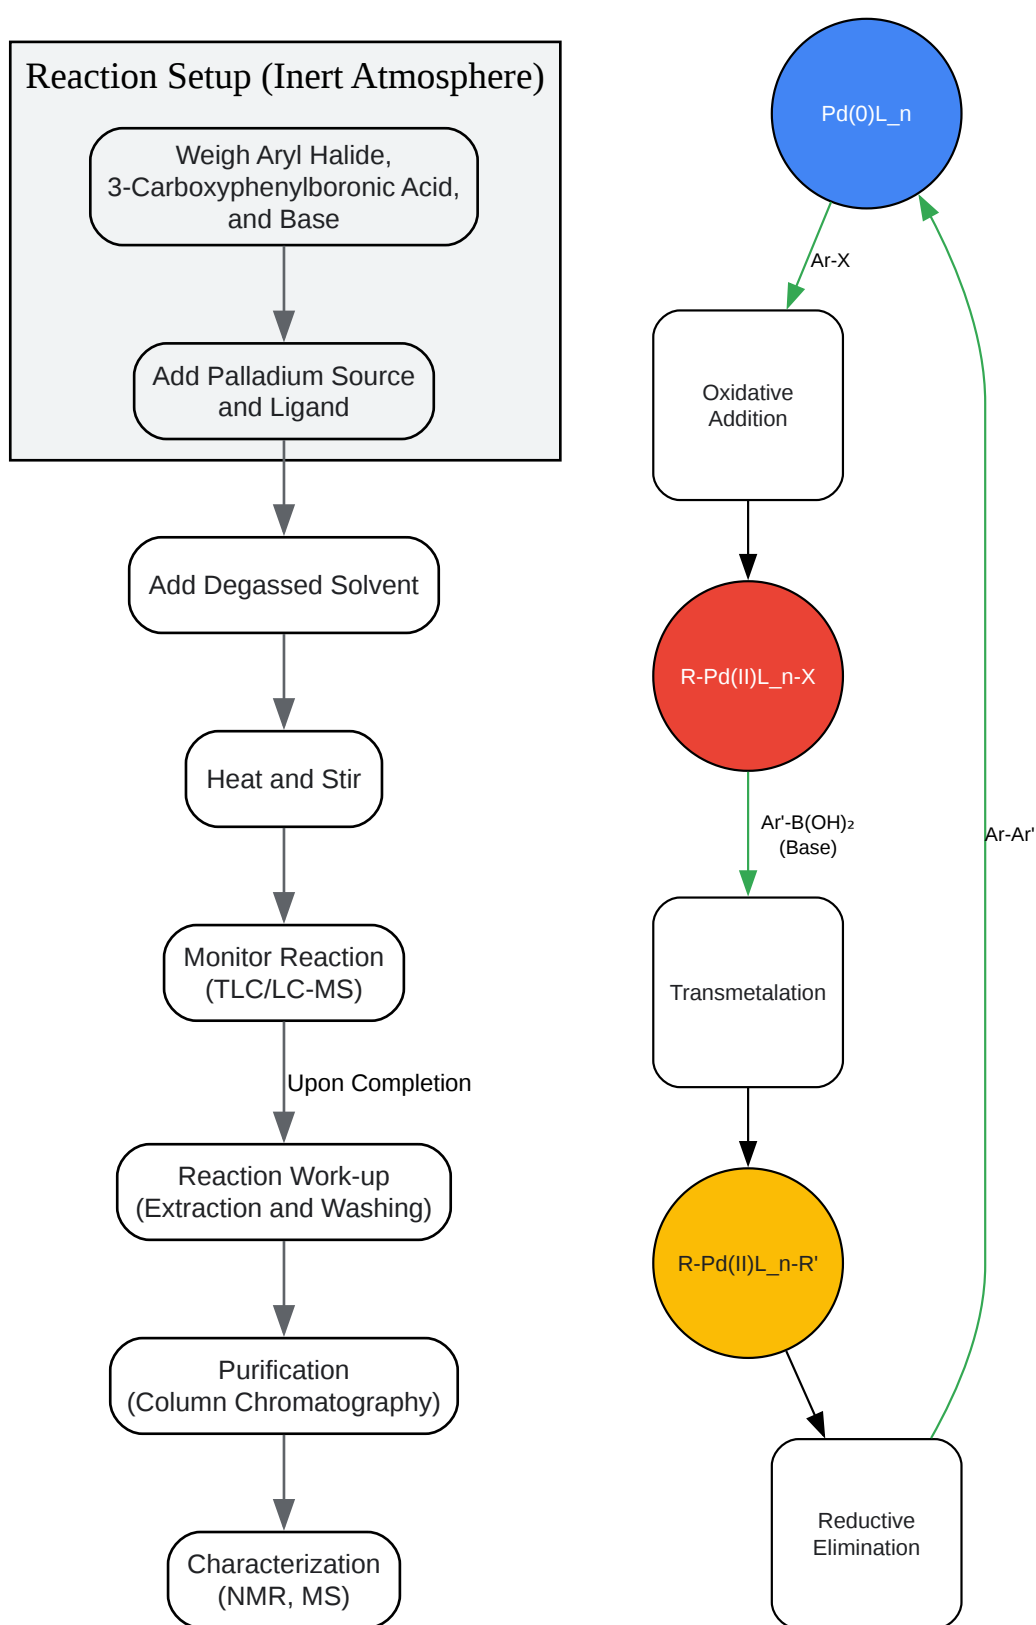 Reaction Setup (Inert Atmosphere)
Weigh Aryl Halide,
3-Carboxyphenylboronic Acid,
and Base
Add Palladium Source
and Ligand
Add Degassed Solvent
Heat and Stir
Monitor Reaction
(TLC/LC-MS)
Upon Completion
Reaction Work-up
(Extraction and Washing)
Purification
(Column Chromatography)
Characterization
(NMR, MS)
Pd(0)L_n
Ar-X
Oxidative
Addition
R-Pd(II)L_n-X
Ar'-B(OH)₂
(Base)
Ar-Ar'
Transmetalation
R-Pd(II)L_n-R'
Reductive
Elimination